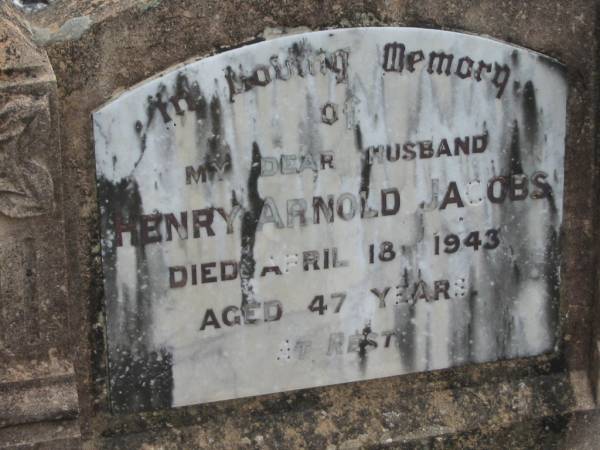 In Loving Memory
of
MY DEAR HUSBAND
HENRY ARNOLD JACOBS
DIED APRIL 18 1943
AGED 47 YEARS.
AT REST